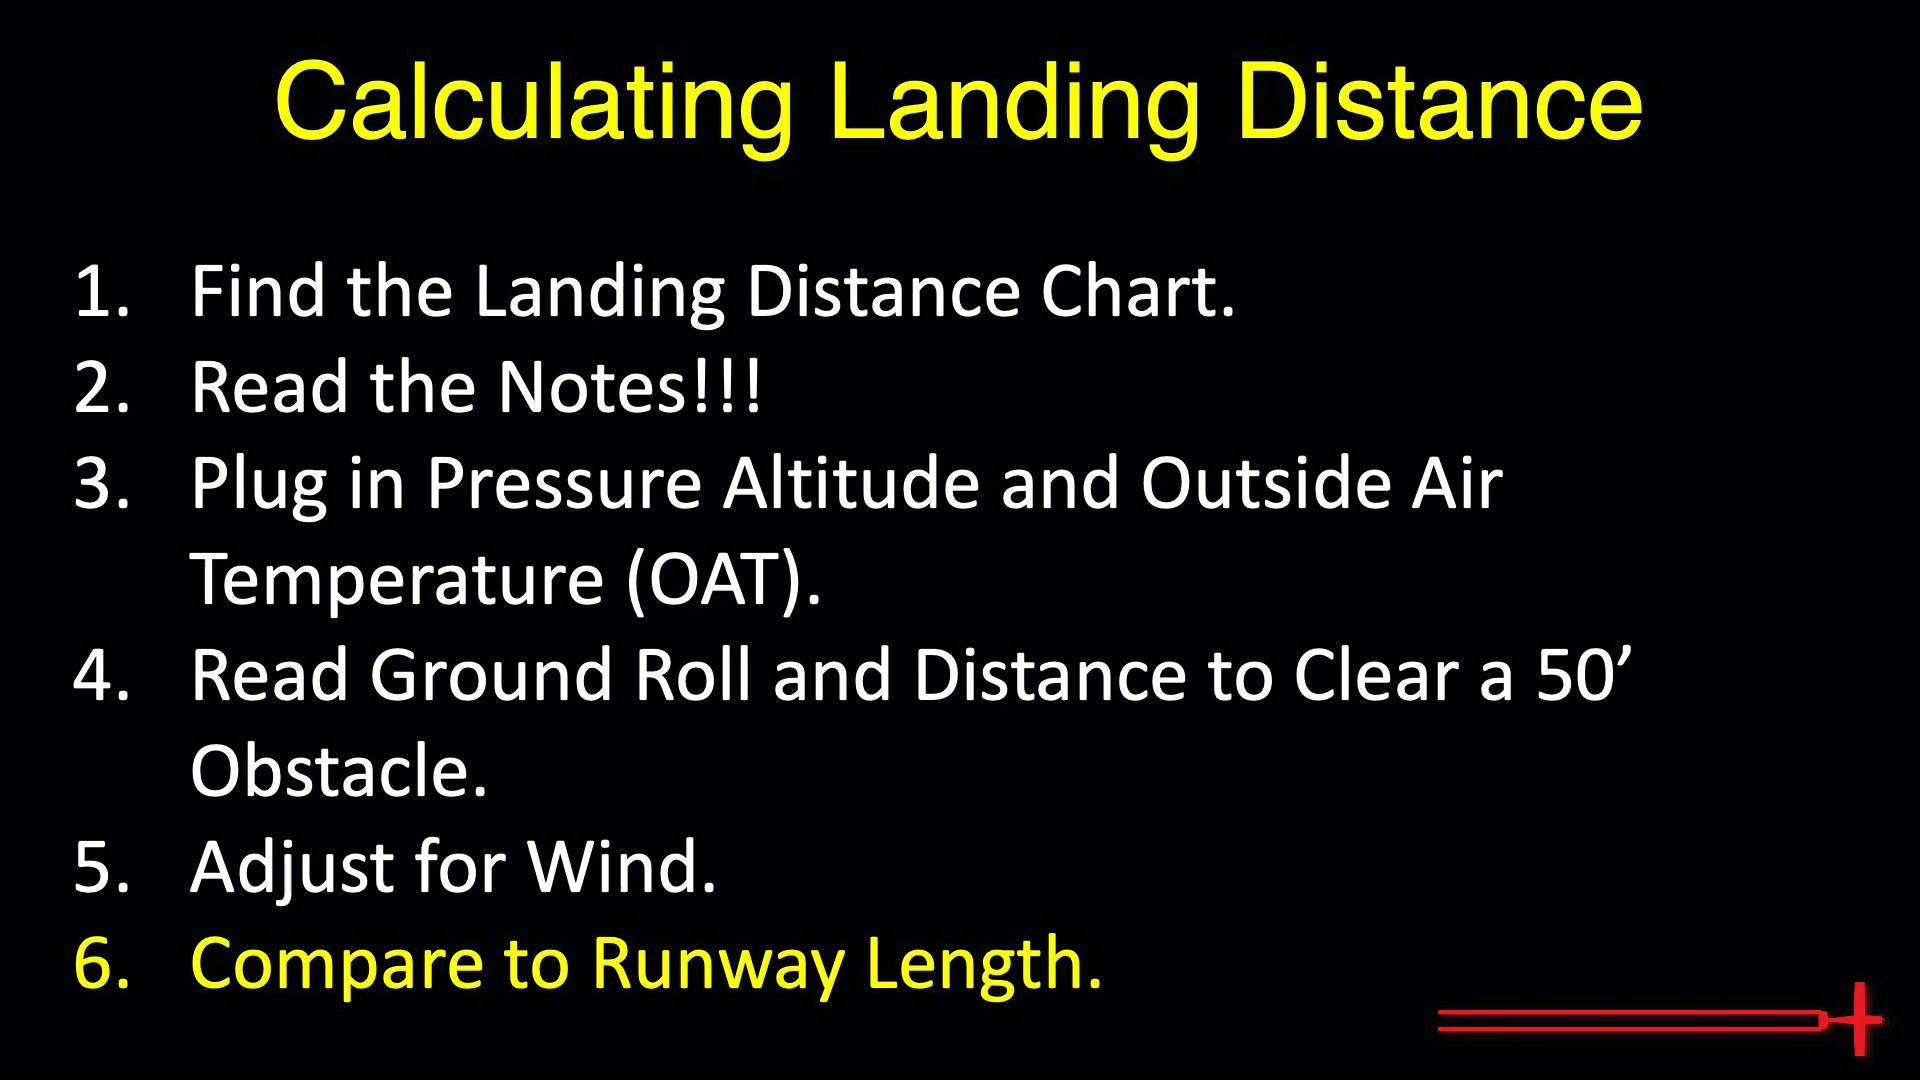 Calculating Landing Distance
1. Find the Landing Distance Chart.
2. Read the Notes!!!
3. Plug in Pressure Altitude and Outside Air
Temperature (OAT).
4. Read Ground Roll and Distance to Clear a 50’
Obstacle.
5. Adjust for Wind.
6. Compare to Runway Length.